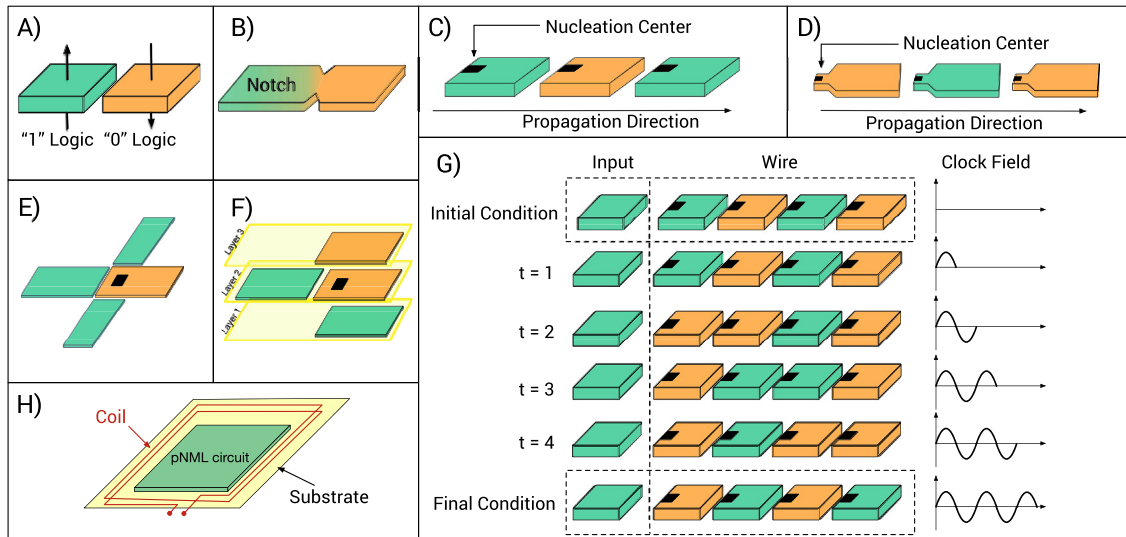 A)
"1" Logic
"0" Logic
B)
Notch
C)
Nucleation Center
Propagation Direction
D)
Nucleation Center
Propagation Direction
E)
F)
Layer 3
Layer 2
Layer 1
G)
Input
Wire
Clock Field
Initial Condition
t = 1
t = 2
t = 3
t = 4
Final Condition
H)
Coil
pNML circuit
Substrate